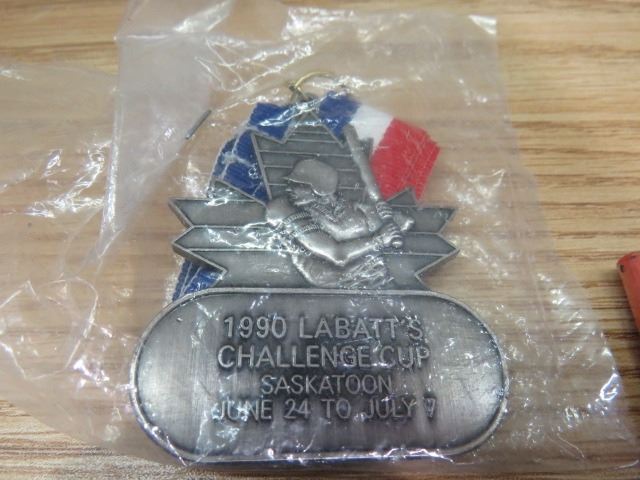 1990 LABATT'S
CHALLENGE CUP
SASKATOON
JUNE 24 TO JULY 7